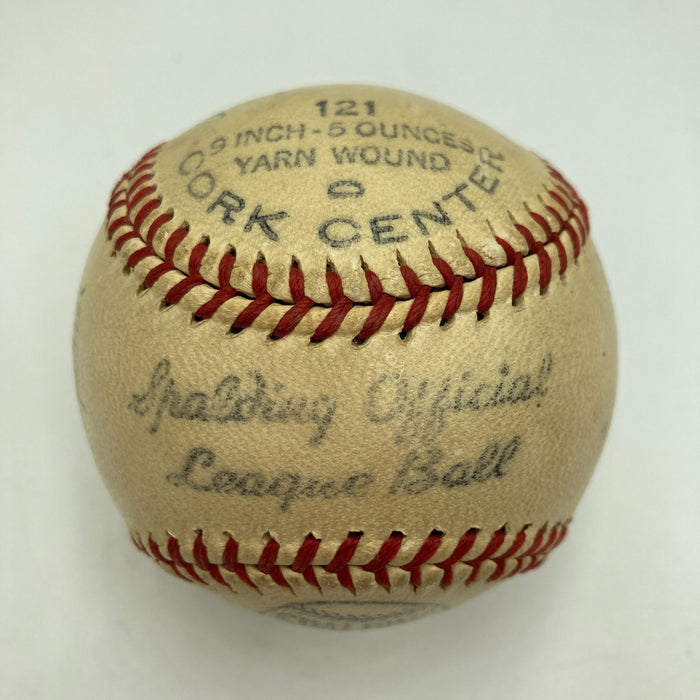 121
9 INCH - 5 OUNCES
YARN WOUND
CORK CENTER
Spalding Official
League Ball